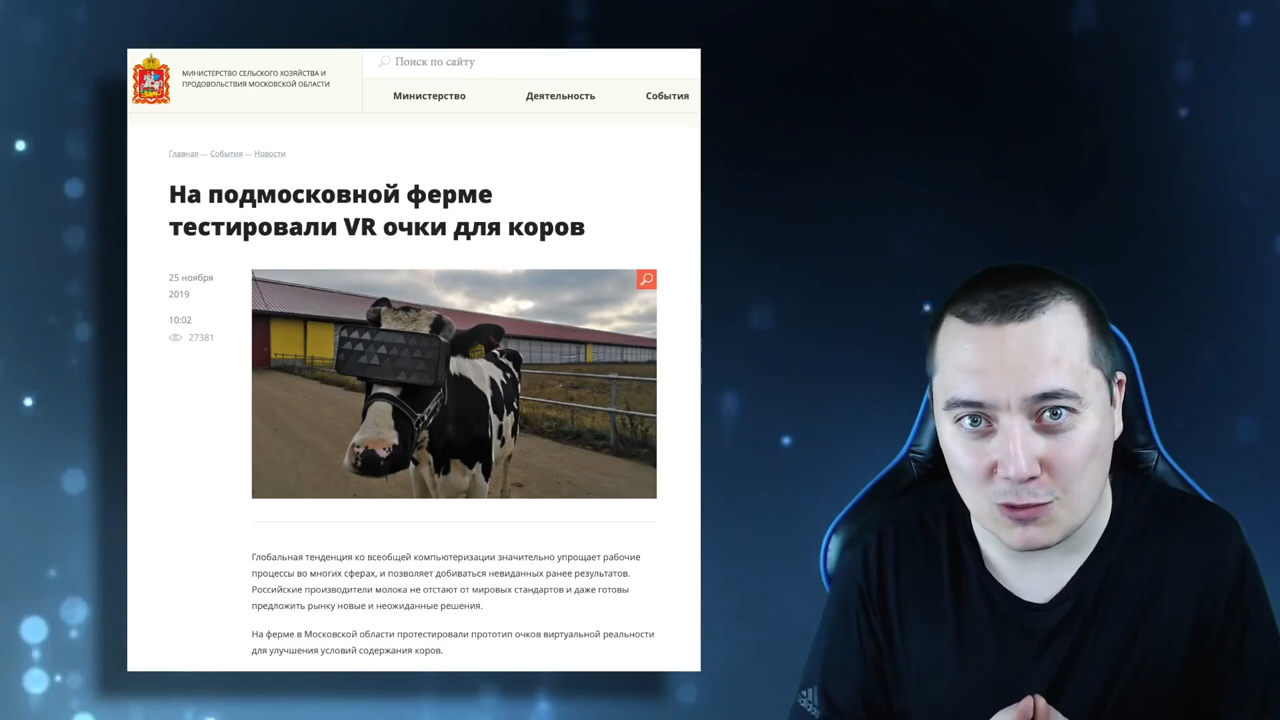 МИНИСТЕРСТВО СЕЛЬСКОГО ХОЗЯЙСТВА И
ПРОДОВОЛЬСТВИЯ МОСКОВСКОЙ ОБЛАСТИ
Поиск по сайту
Министерство Деятельность События
Главная — События — Новости
На подмосковной ферме
тестировали VR очки для коров
25 ноября
2019
10:02
27381
Глобальная тенденция ко всеобщей компьютеризации значительно упрощает рабочие
процессы во многих сферах, и позволяет добиваться невиданных ранее результатов.
Российские производители молока не отстают от мировых стандартов и даже готовы
предложить рынку новые и неожиданные решения.
На ферме в Московской области протестировали прототип очков виртуальной реальности
для улучшения условий содержания коров.
adidas